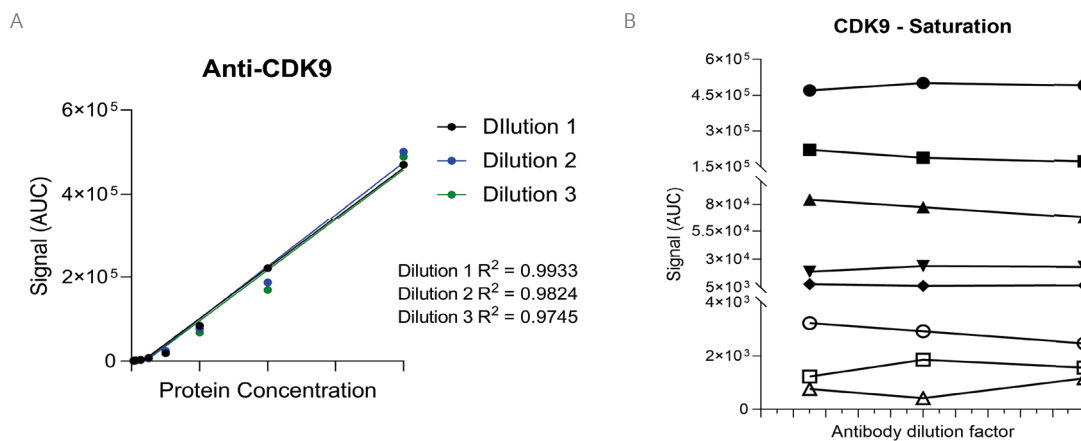 A
Anti-CDK9
6×10⁵
4×10⁵
2×10⁵
0
Signal (AUC)
Protein Concentration
DIlution 1
Dilution 2
Dilution 3
Dilution 1 R² = 0.9933
Dilution 2 R² = 0.9824
Dilution 3 R² = 0.9745
B
CDK9 - Saturation
6×10⁵
4.5×10⁵
3×10⁵
1.5×10⁵
8×10⁴
5.5×10⁴
3×10⁴
5×10³
4×10³
2×10³
0
Signal (AUC)
Antibody dilution factor